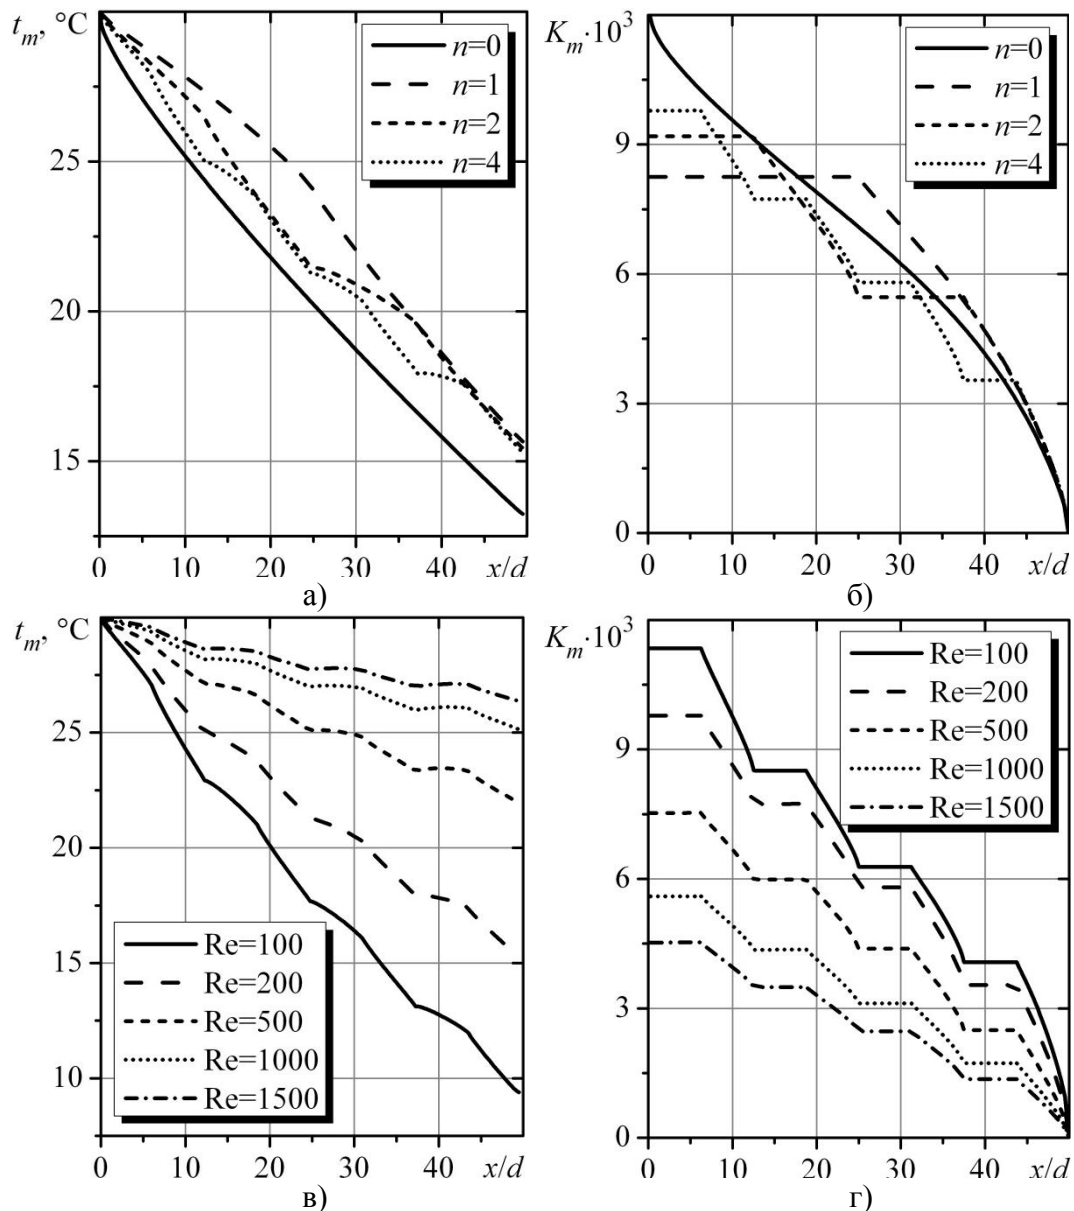 t_m, °C
n=0
n=1
n=2
n=4
25
20
15
0 10 20 30 40 x/d
а)
K_m·10³
n=0
n=1
n=2
n=4
9
6
3
0
0 10 20 30 40 x/d
б)
t_m, °C
25
20
15
10
Re=100
Re=200
Re=500
Re=1000
Re=1500
0 10 20 30 40 x/d
в)
K_m·10³
Re=100
Re=200
Re=500
Re=1000
Re=1500
9
6
3
0
0 10 20 30 40 x/d
г)